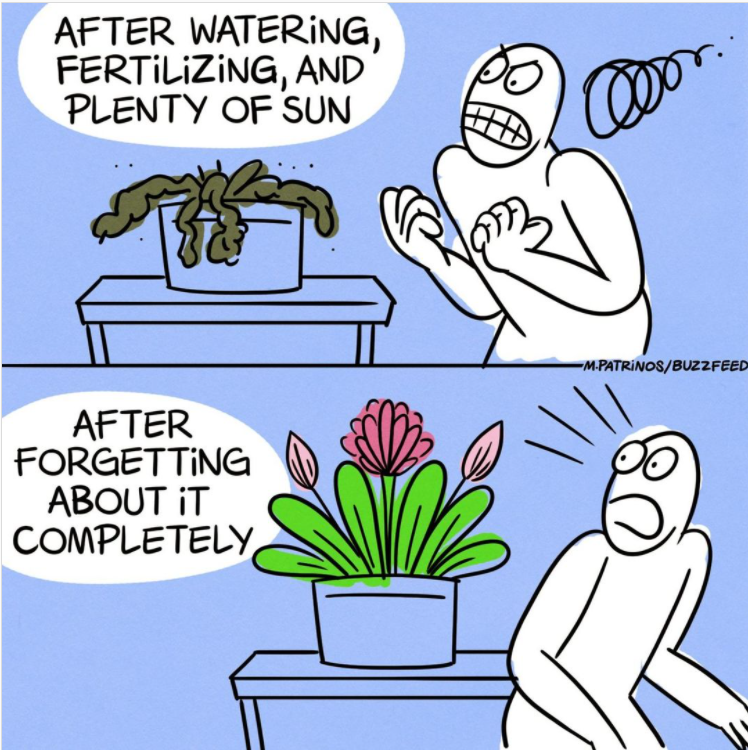 AFTER WATERiNG,
FERTiLiZiNG, AND
PLENTY OF SUN
M.PATRiNOS/BUZZFEED
AFTER
FORGETTiNG
ABOUT iT
COMPLETELY